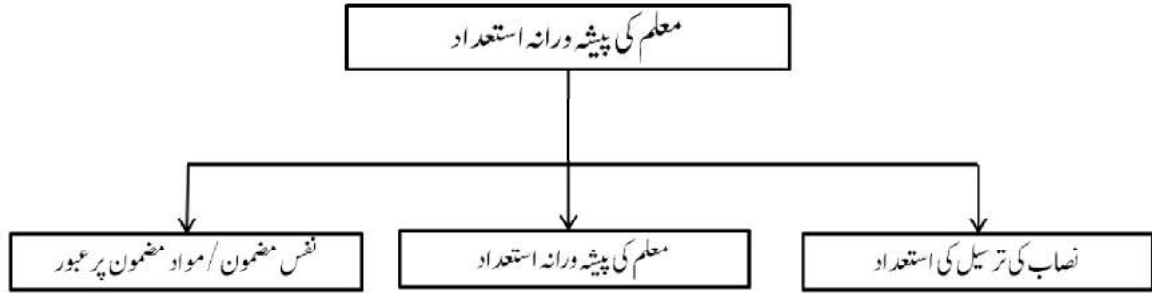 معلم کی پیشہ ورانہ استعداد
نصاب کی ترسیل کی استعداد
معلم کی پیشہ ورانہ استعداد
نفس مضمون / مواد مضمون پر عبور